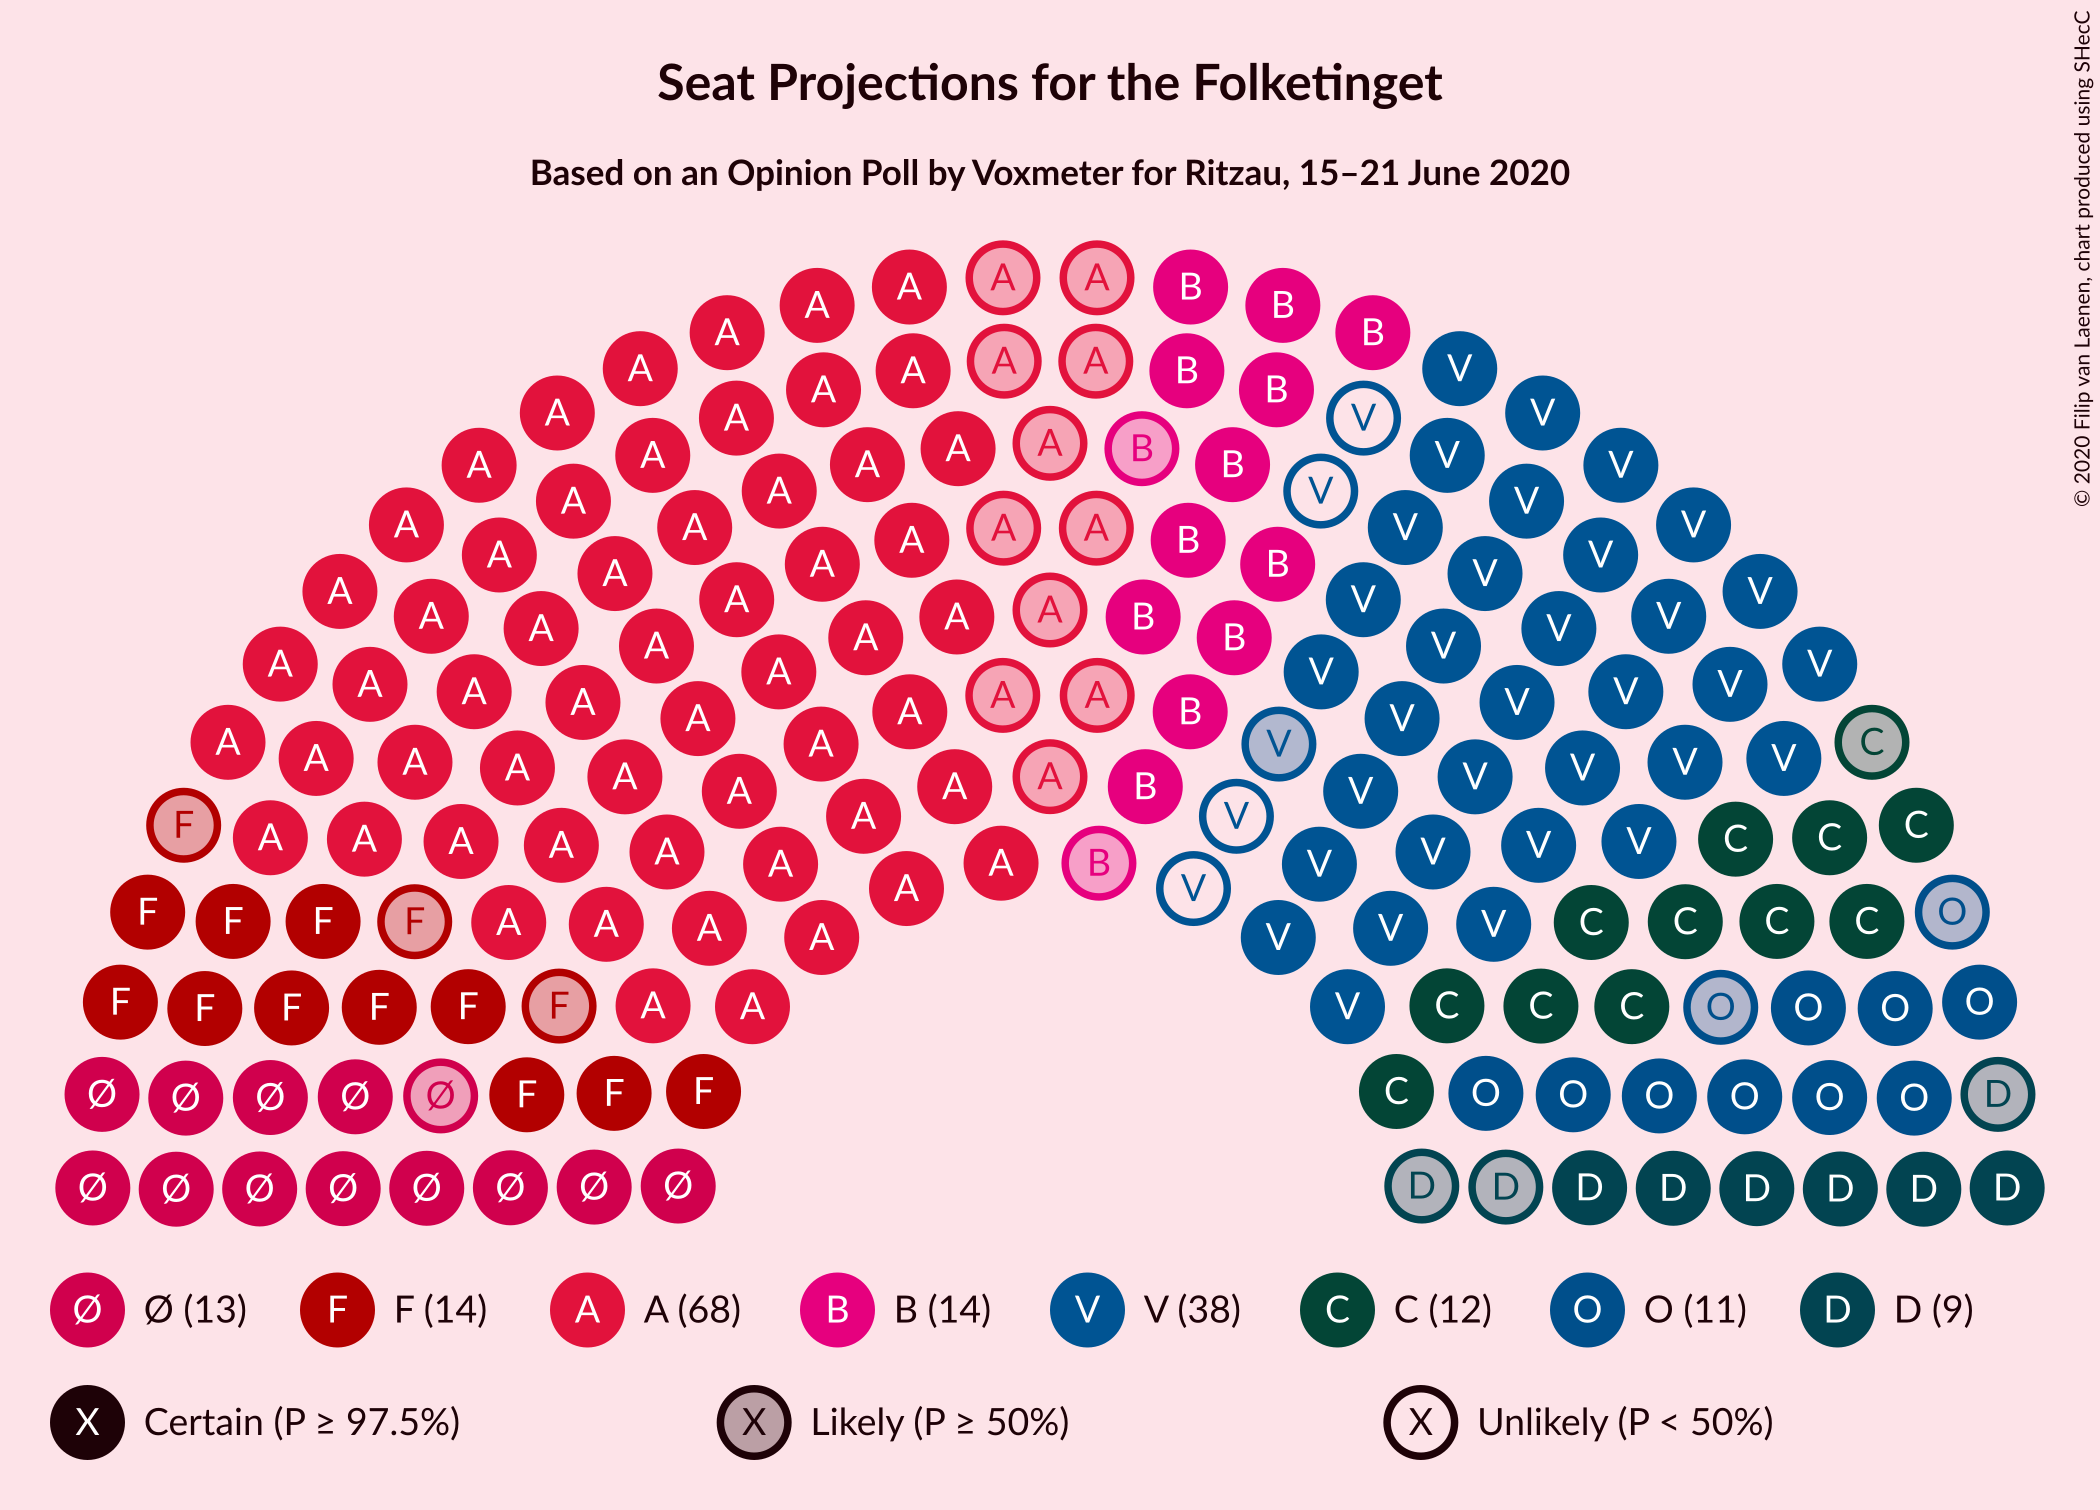 Seat Projections for the Folketinget
Based on an Opinion Poll by Voxmeter for Ritzau, 15–21 June 2020
© 2020 Filip van Laenen, chart produced using SHecC
A A A A B B B
A A A A A A B B V V
A A A A A A B B V V V
A A A A A A V V V V
A A A A A A B B V V V
A A A A A A A B B V V V V
A A A A A A V V V V
A A A A A A A A V V V V C
A A A A A A B V V V V V
F A A A A A A V V V V C C C
A A B V
F F F F A A A A A V V V V C C C C O
F F F F F F A A V C C C O O O O
Ø Ø Ø Ø Ø F F F C O O O O O O D
Ø Ø Ø Ø Ø Ø Ø Ø D D D D D D D D
Ø Ø (13) F F (14) A A (68) B B (14) V V (38) C C (12) O O (11) D D (9)
X Certain (P ≥ 97.5%) X Likely (P ≥ 50%) X Unlikely (P < 50%)